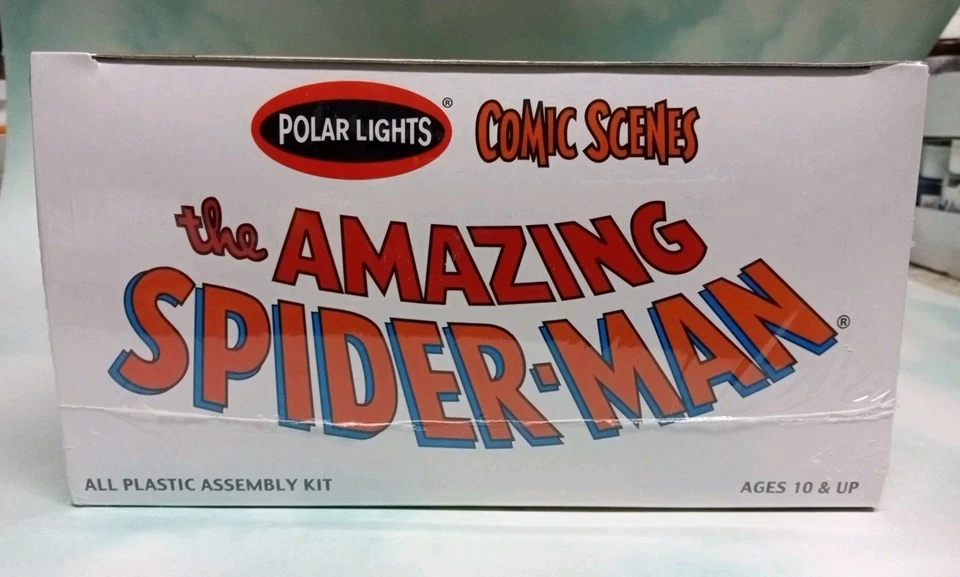 POLAR LIGHTS® COMIC SCENES
the AMAZING
SPIDER-MAN®
ALL PLASTIC ASSEMBLY KIT
AGES 10 & UP